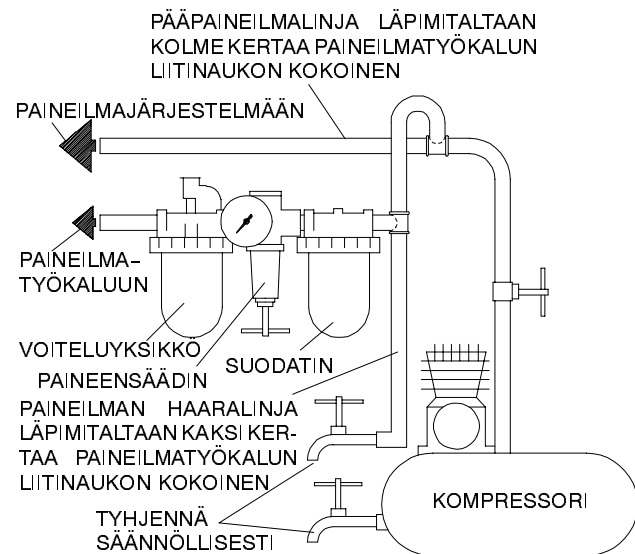 PÄÄPAINEILMALINJA LÄPIMITALTAAN
KOLME KERTAA PAINEILMATYÖKALUN
LIITINAUKON KOKOINEN
PAINEILMAJÄRJESTELMÄÄN
PAINEILMA–
TYÖKALUUN
VOITELUYKSIKKÖ
SUODATIN
PAINEENSÄÄDIN
PAINEILMAN HAARALINJA
LÄPIMITALTAAN KAKSI KER-
TAA PAINEILMATYÖKALUN
LIITINAUKON KOKOINEN
KOMPRESSORI
TYHJENNÄ
SÄÄNNÖLLISESTI